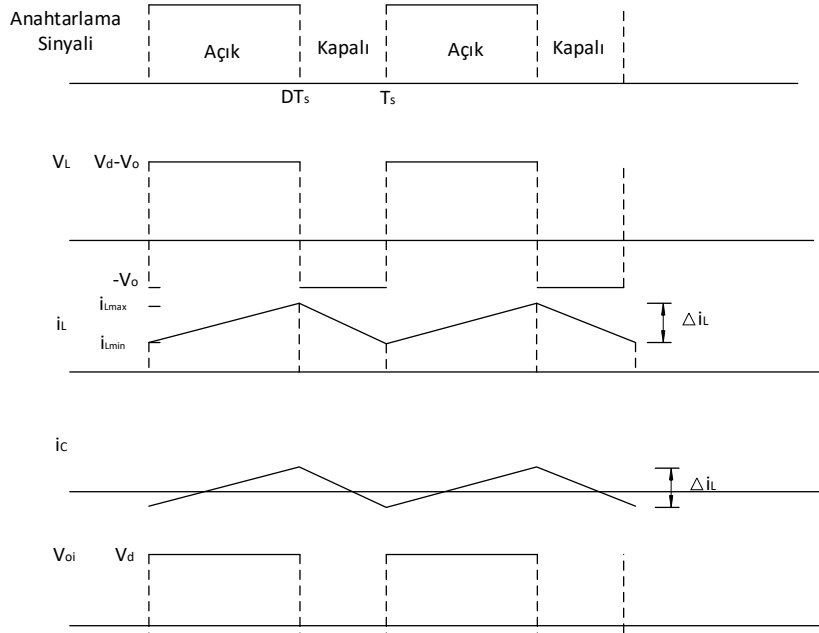 Anahtarlama
Sinyali
Açık Kapalı Açık Kapalı
DTs Ts
VL Vd-Vo
-Vo
iLmax
iL
iLmin
△iL
iC
△iL
Voi Vd